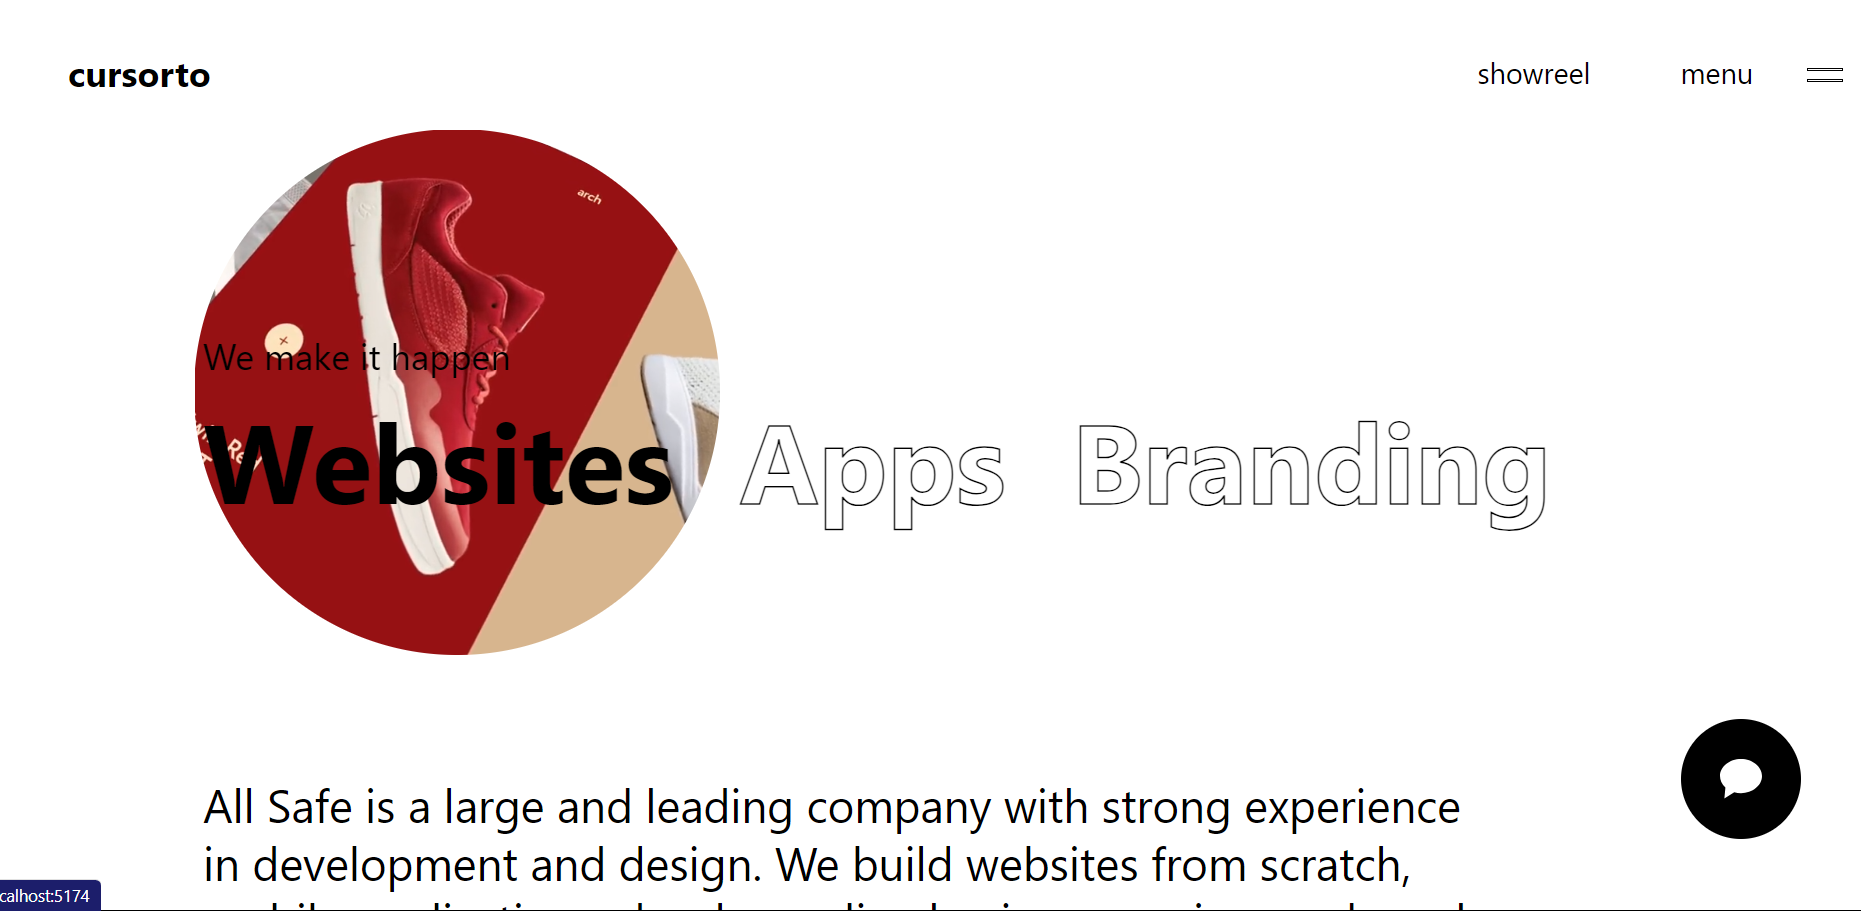 cursorto
showreel
menu
arch
We make it happen
Websites Apps Branding
All Safe is a large and leading company with strong experience
in development and design. We build websites from scratch,
calhost:5174